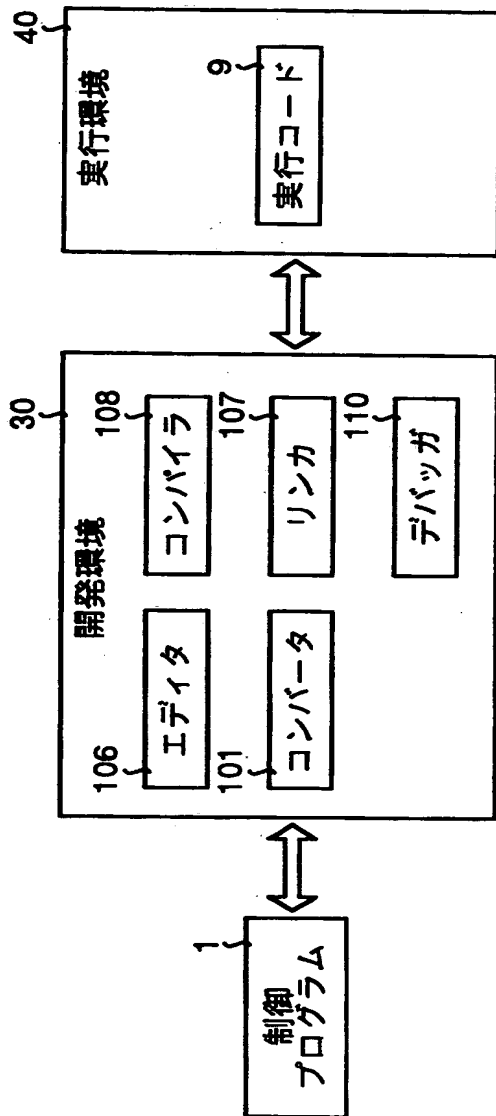 1
制御
プログラム
30
開発環境
106
エディタ
108
コンパイラ
101
コンバータ
107
リンカ
110
デバッガ
40
実行環境
9
実行コード